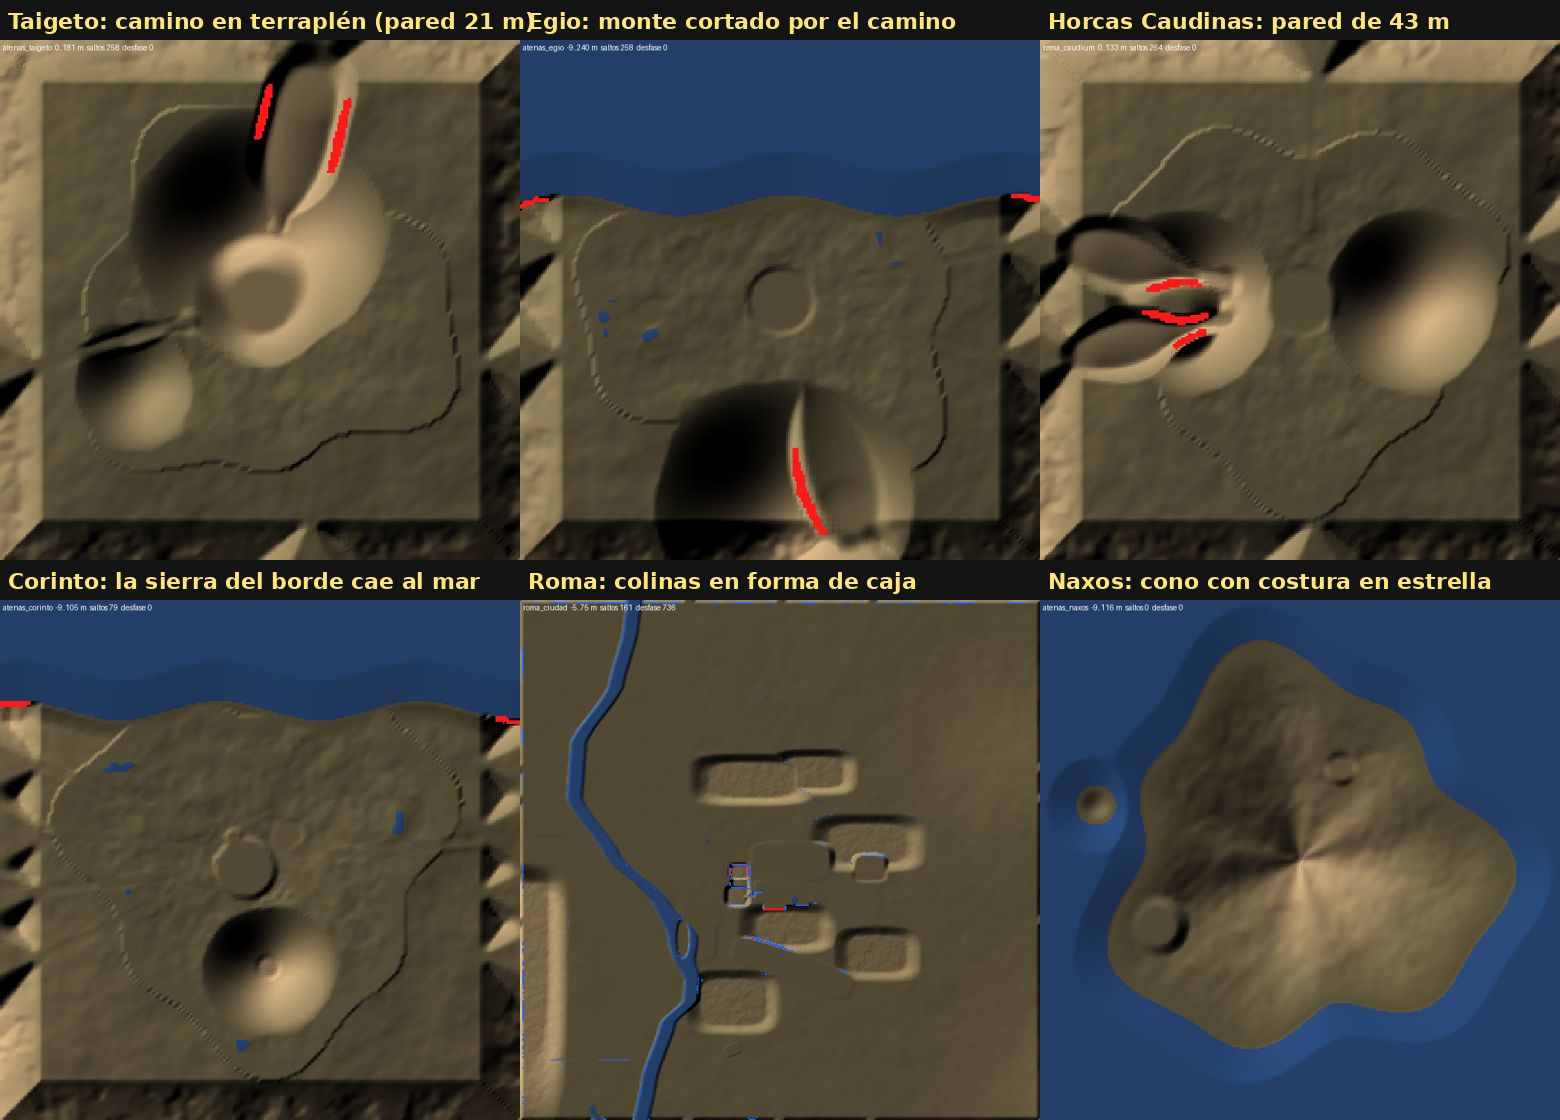 Taigeto: camino en terraplén (pared 21 m)
Egio: monte cortado por el camino
Horcas Caudinas: pared de 43 m
atenas_taigeto 0..181 m saltos 258 desfase 0
atenas_egio -9..240 m saltos 258 desfase 0
roma_caudium 0..133 m saltos 264 desfase 0
Corinto: la sierra del borde cae al mar
Roma: colinas en forma de caja
Naxos: cono con costura en estrella
atenas_corinto -9..105 m saltos 79 desfase 0
roma_ciudad -5..75 m saltos 161 desfase 736
atenas_naxos -9..116 m saltos 0 desfase 0